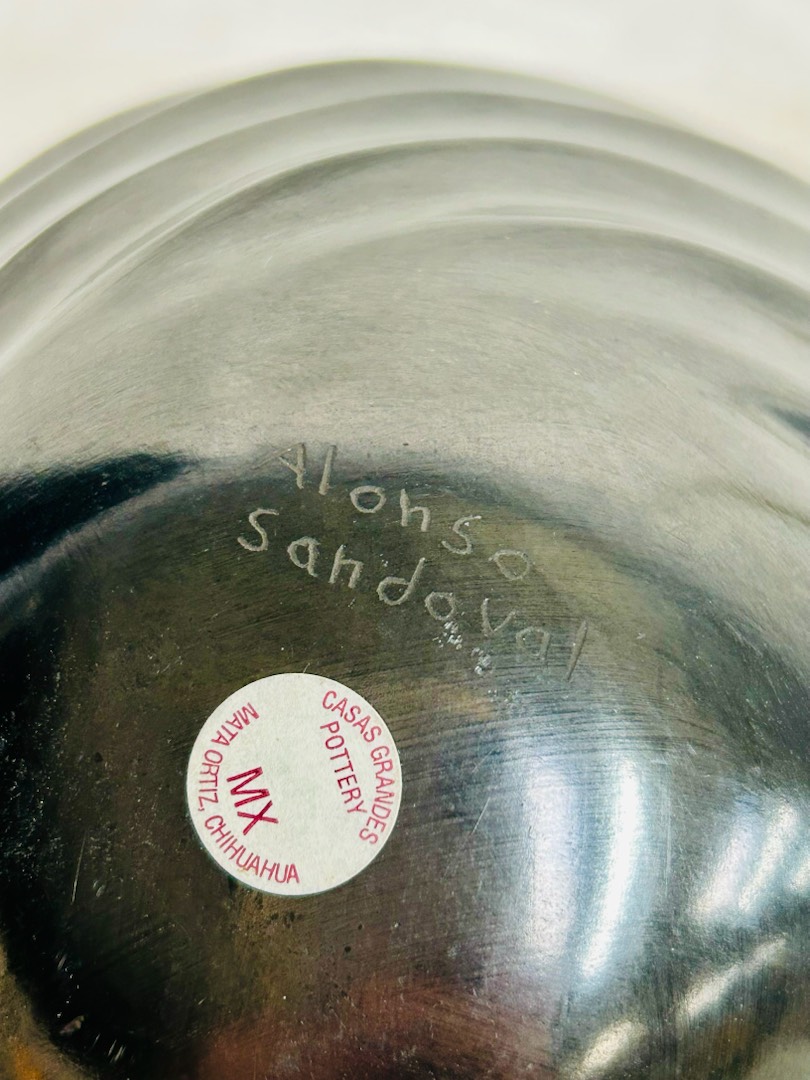 Alonso
Sandoval
CASAS GRANDES
POTTERY
MX
MATA ORTIZ, CHIHUAHUA